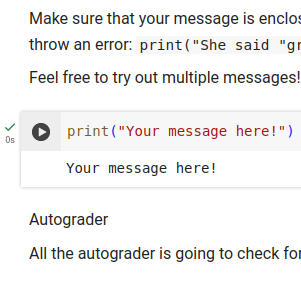 Make sure that your message is enclos
throw an error: print("She said "gr
Feel free to try out multiple messages!
print("Your message here!")
0s
Your message here!
Autograder
All the autograder is going to check for